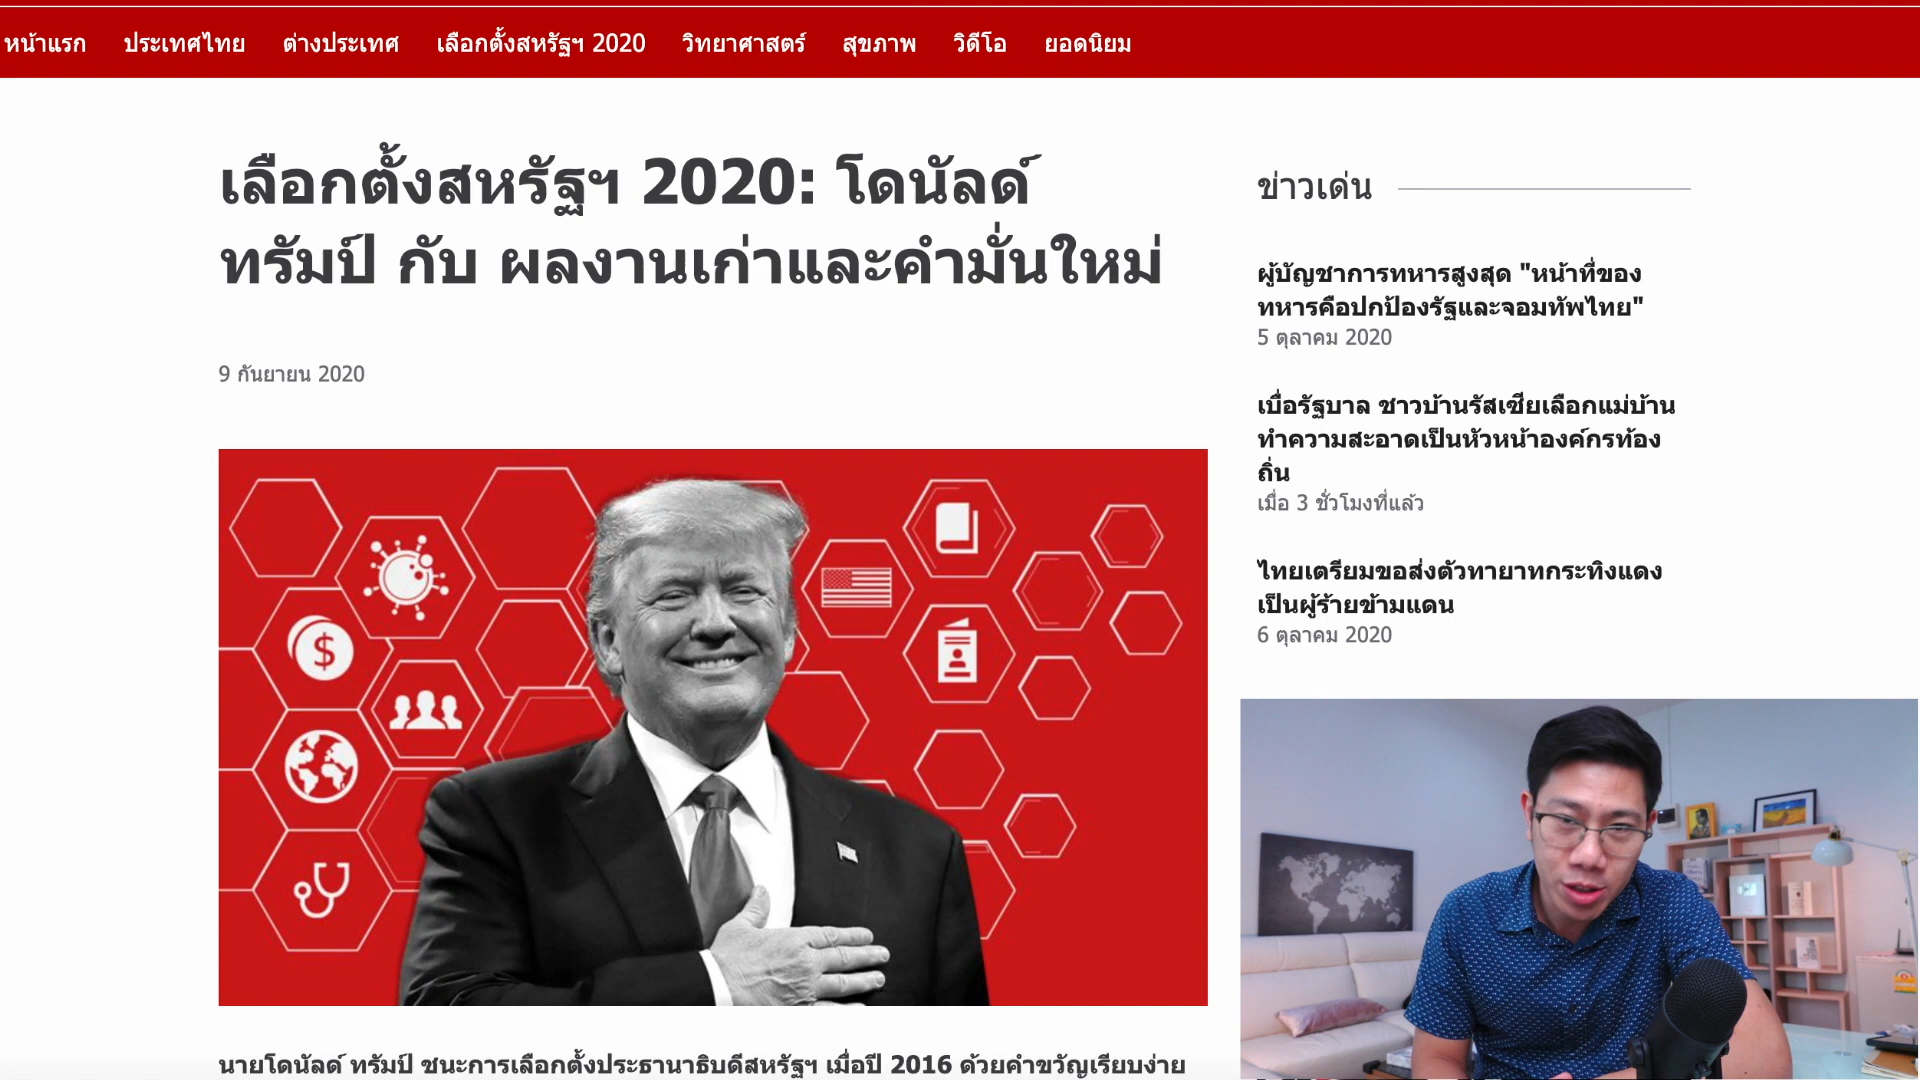 หน้าแรก ประเทศไทย ต่างประเทศ เลือกตั้งสหรัฐฯ 2020 วิทยาศาสตร์ สุขภาพ วิดีโอ ยอดนิยม
เลือกตั้งสหรัฐฯ 2020: โดนัลด์
ทรัมป์ กับ ผลงานเก่าและคำมั่นใหม่
9 กันยายน 2020
นายโดนัลด์ ทรัมป์ ชนะการเลือกตั้งประธานาธิบดีสหรัฐฯ เมื่อปี 2016 ด้วยคำขวัญเรียบง่าย
ข่าวเด่น
ผู้บัญชาการทหารสูงสุด "หน้าที่ของ
ทหารคือปกป้องรัฐและจอมทัพไทย"
5 ตุลาคม 2020
เบื่อรัฐบาล ชาวบ้านรัสเซียเลือกแม่บ้าน
ทำความสะอาดเป็นหัวหน้าองค์กรท้อง
ถิ่น
เมื่อ 3 ชั่วโมงที่แล้ว
ไทยเตรียมขอส่งตัวทายาทกระทิงแดง
เป็นผู้ร้ายข้ามแดน
6 ตุลาคม 2020